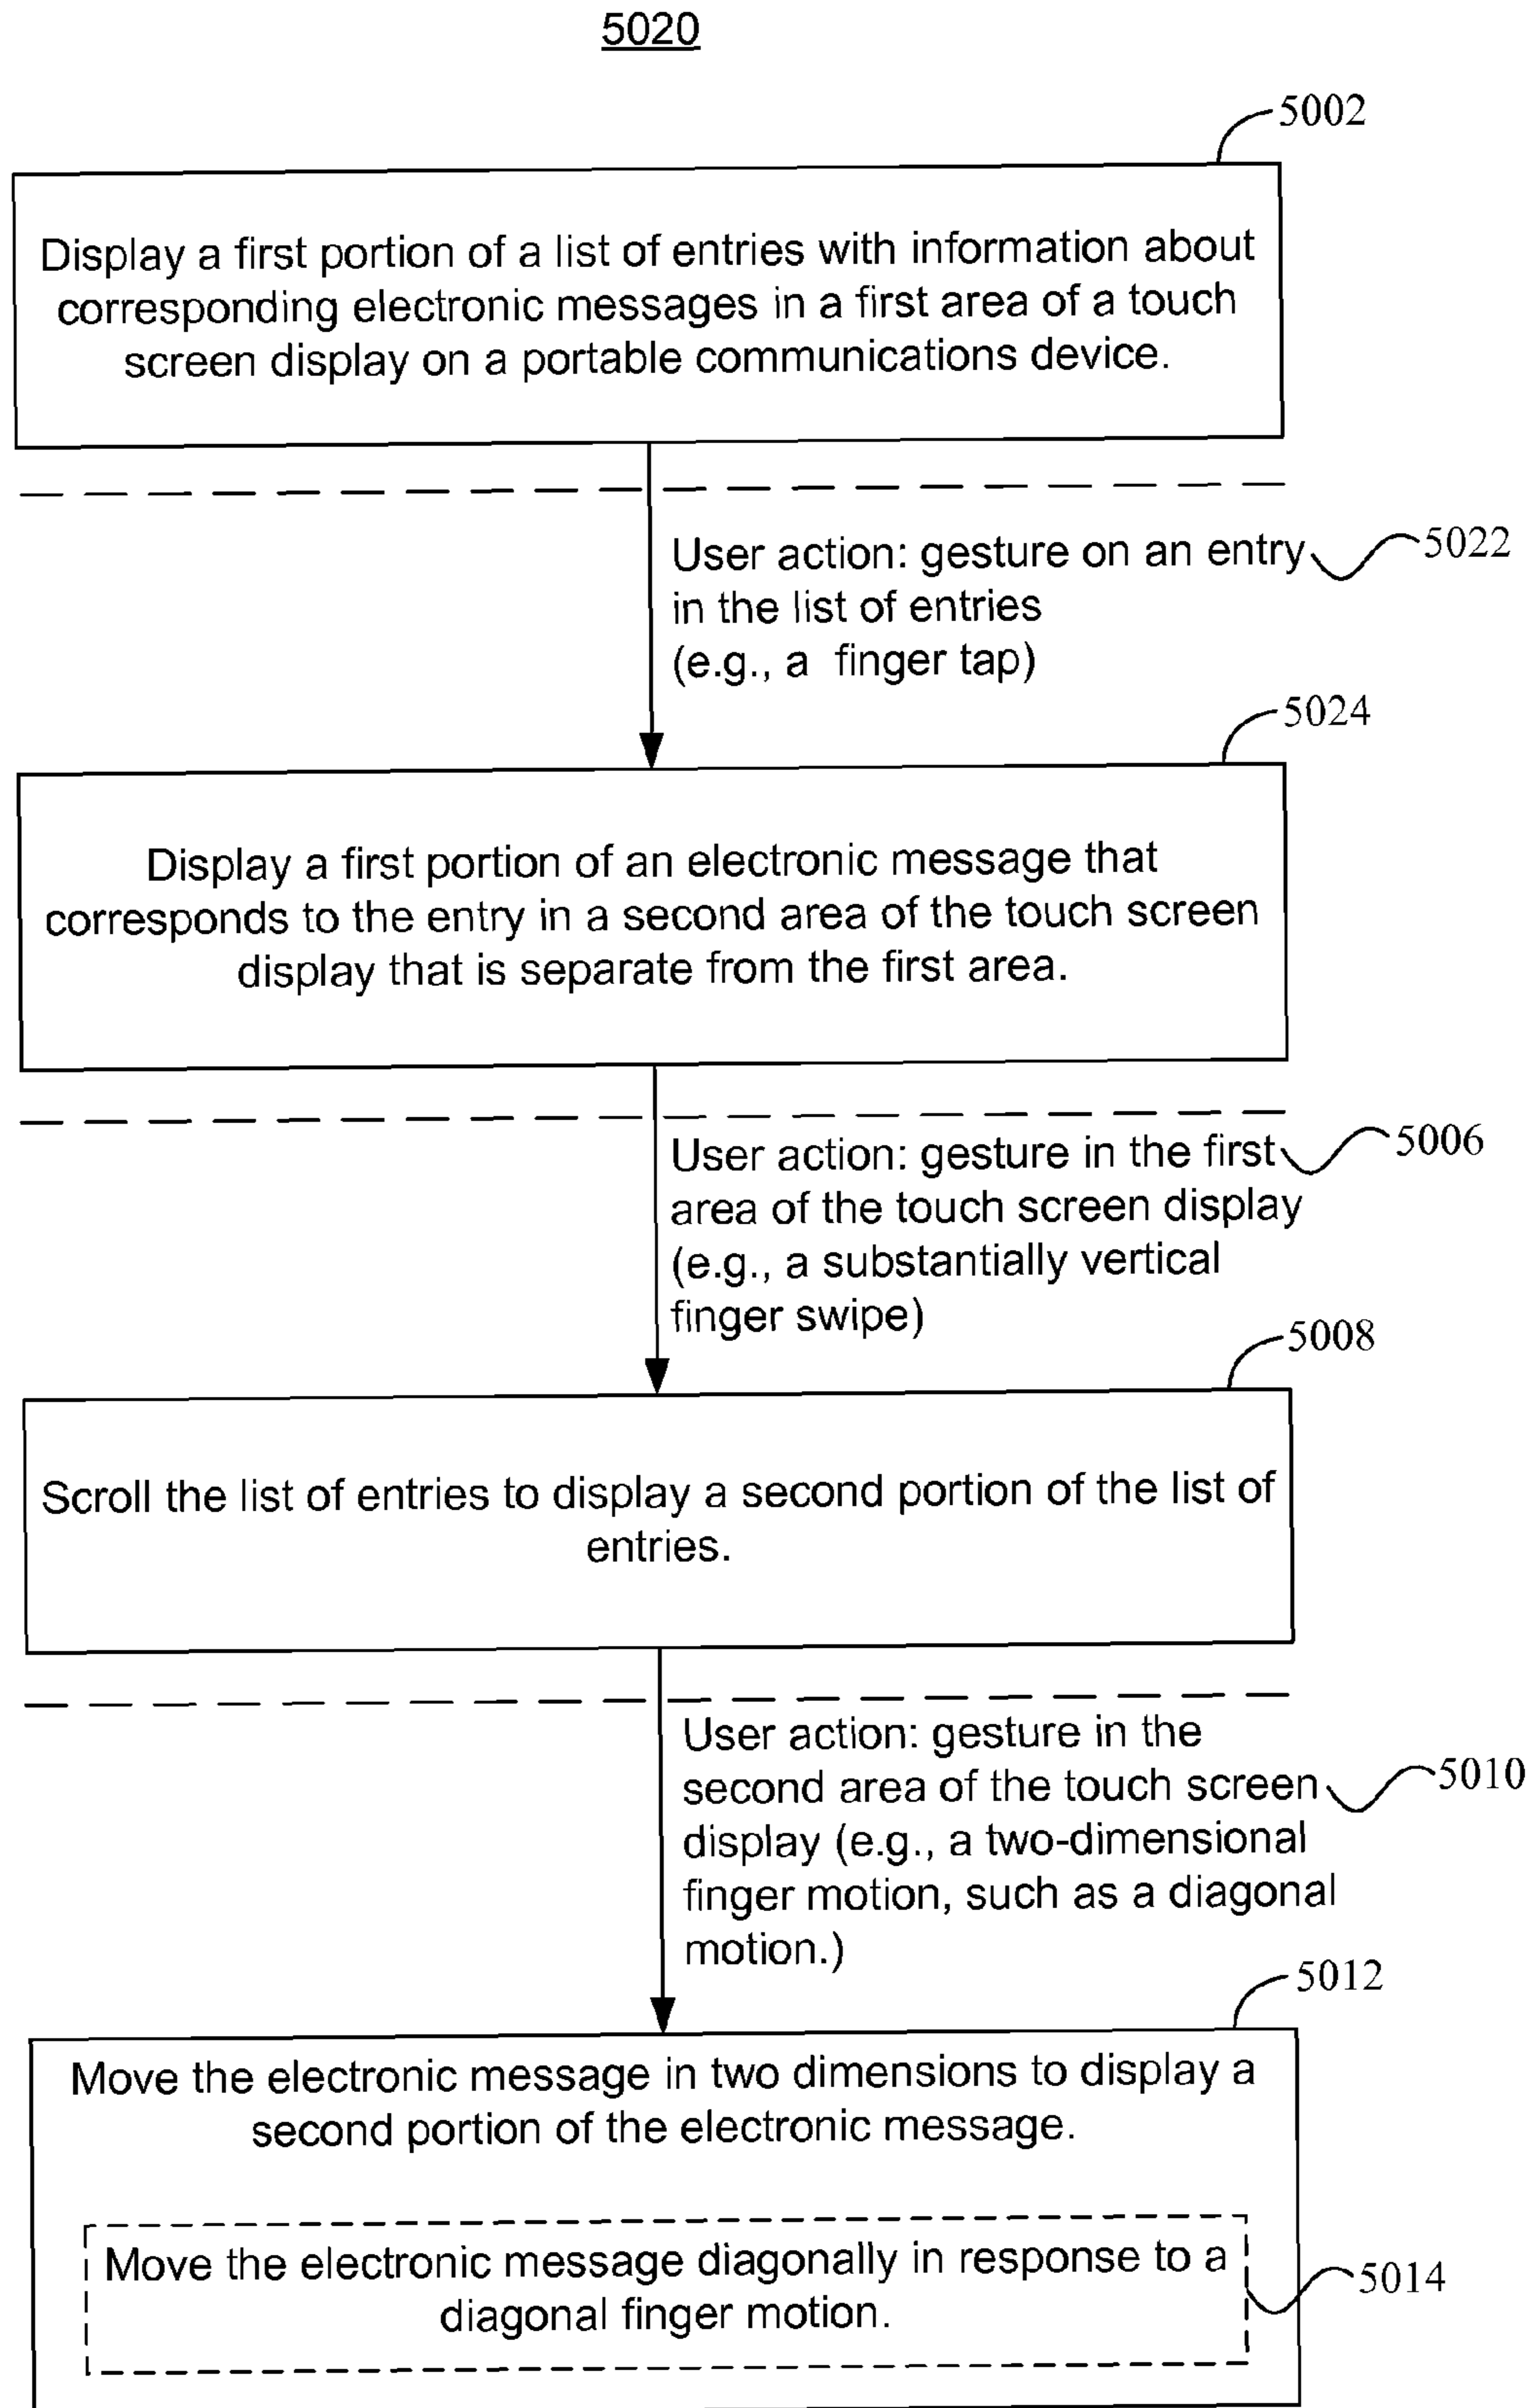 5020
5002
Display a first portion of a list of entries with information about
corresponding electronic messages in a first area of a touch
screen display on a portable communications device.
User action: gesture on an entry
5022
in the list of entries
(e.g., a finger tap)
5024
Display a first portion of an electronic message that
corresponds to the entry in a second area of the touch screen
display that is separate from the first area.
User action: gesture in the first
5006
area of the touch screen display
(e.g., a substantially vertical
finger swipe)
5008
Scroll the list of entries to display a second portion of the list of
entries.
User action: gesture in the
second area of the touch screen
5010
display (e.g., a two-dimensional
finger motion, such as a diagonal
motion.)
5012
Move the electronic message in two dimensions to display a
second portion of the electronic message.
Move the electronic message diagonally in response to a
5014
diagonal finger motion.